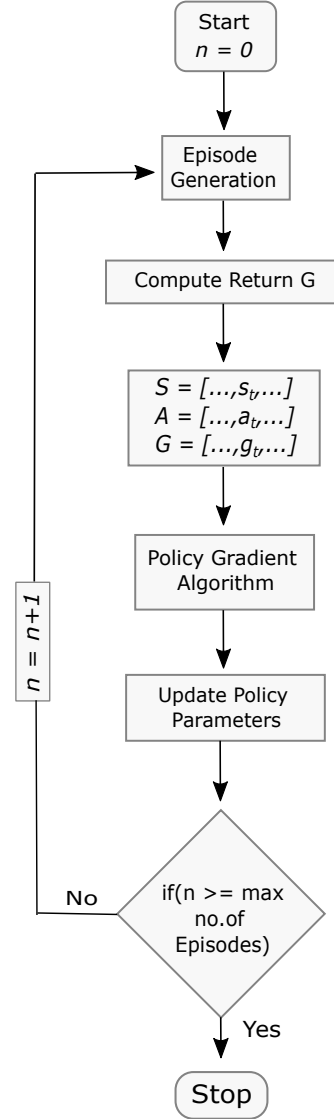 Start
n = 0
Episode
Generation
Compute Return G
S = [...,sₜ,...]
A = [...,aₜ,...]
G = [...,gₜ,...]
Policy Gradient
Algorithm
n = n+1
Update Policy
Parameters
No
if(n >= max
no.of
Episodes)
Yes
Stop